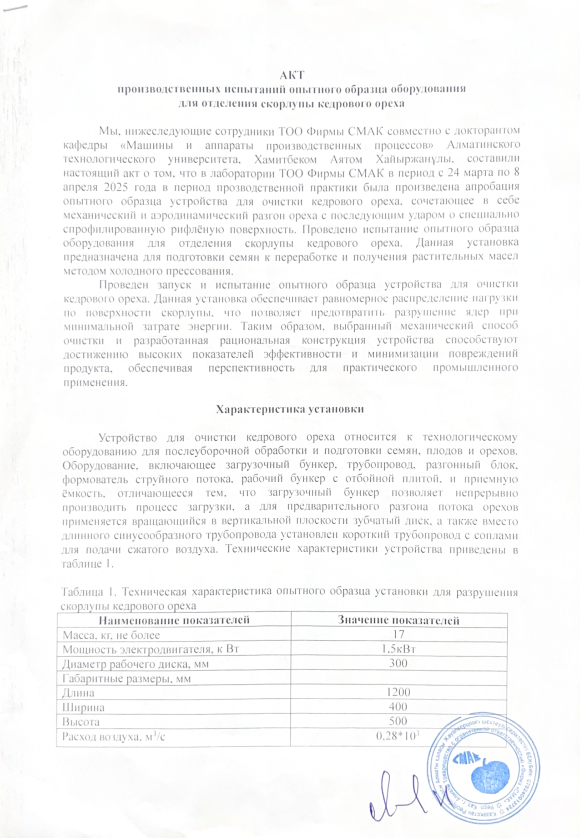 АКТ
производственных испытаний опытного образца оборудования
для отделения скорлупы кедрового ореха
Мы, нижеследующие сотрудники ТОО Фирмы СМАК совместно с докторантом
кафедры «Машины и аппараты производственных процессов» Алматинского
технологического университета, Хамитбеком Аятом Хайыржанұлы, составили
настоящий акт о том, что в лаборатории ТОО Фирмы СМАК в период с 24 марта по 8
апреля 2025 года в период прозводственной практики была произведена апробация
опытного образца устройства для очистки кедрового ореха, сочетающее в себе
механический и аэродинамический разгон ореха с последующим ударом о специально
спрофилированную рифлёную поверхность. Проведено испытание опытного образца
оборудования для отделения скорлупы кедрового ореха. Данная установка
предназначена для подготовки семян к переработке и получения растительных масел
методом холодного прессования.
Проведен запуск и испытание опытного образца устройства для очистки
кедрового ореха. Данная установка обеспечивает равномерное распределение нагрузки
по поверхности скорлупы, что позволяет предотвратить разрушение ядер при
минимальной затрате энергии. Таким образом, выбранный механический способ
очистки и разработанная рациональная конструкция устройства способствуют
достижению высоких показателей эффективности и минимизации повреждений
продукта, обеспечивая перспективность для практического промышленного
применения.
Характеристика установки
Устройство для очистки кедрового ореха относится к технологическому
оборудованию для послеуборочной обработки и подготовки семян, плодов и орехов.
Оборудование, включающее загрузочный бункер, трубопровод, разгонный блок,
формователь струйного потока, рабочий бункер с отбойной плитой, и приемную
ёмкость, отличающееся тем, что загрузочный бункер позволяет непрерывно
производить процесс загрузки, а для предварительного разгона потока орехов
применяется вращающийся в вертикальной плоскости зубчатый диск, а также вместо
длинного синусообразного трубопровода установлен короткий трубопровод с соплами
для подачи сжатого воздуха. Технические характеристики устройства приведены в
таблице 1.
Таблица 1. Техническая характеристика опытного образца установки для разрушения
скорлупы кедрового ореха
Наименование показателей Значение показателей
Масса, кг, не более 17
Мощность электродвигателя, к Вт 1,5кВт
Диаметр рабочего диска, мм 300
Габаритные размеры, мм
Длина 1200
Ширина 400
Высота 500
Расход воздуха, м³/с 0,28*10³
СМАК